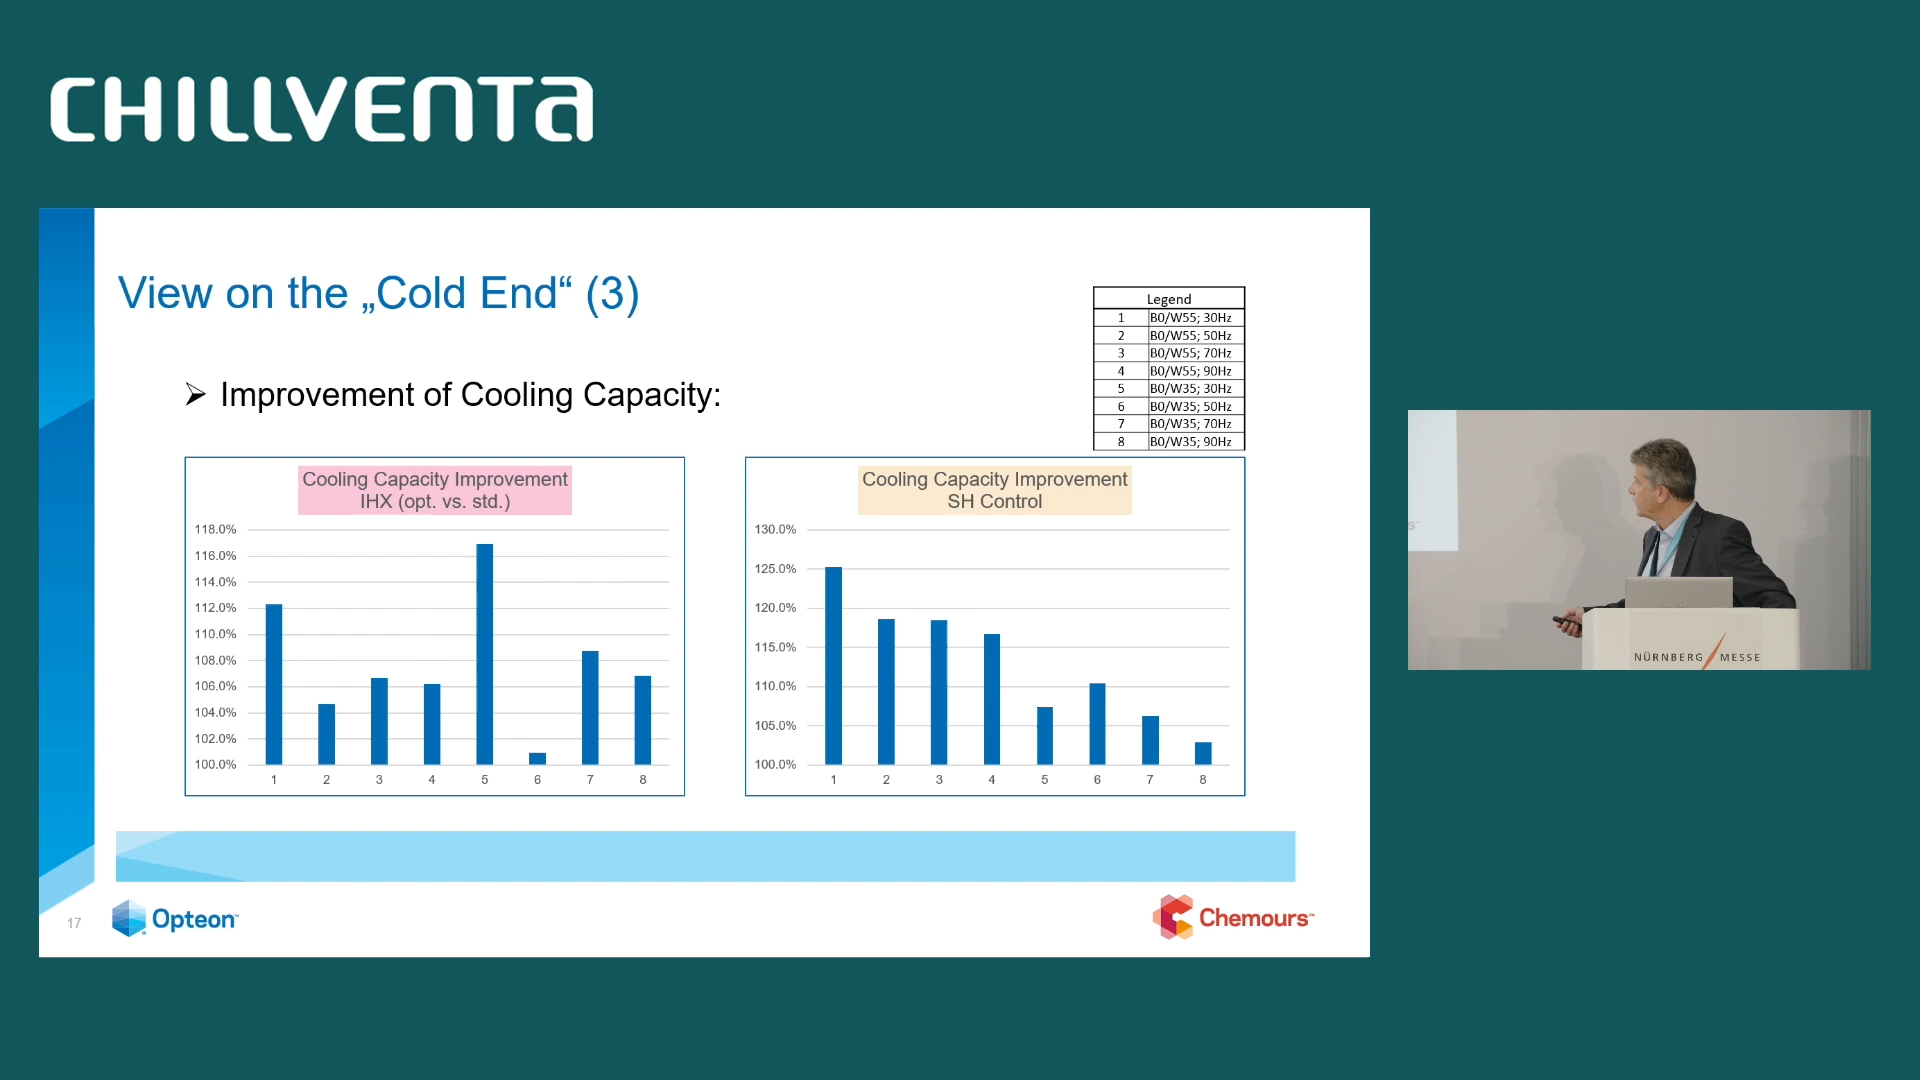 CHILLVENTA
View on the „Cold End“ (3)
Legend
1 B0/W55; 30Hz
2 B0/W55; 50Hz
3 B0/W55; 70Hz
4 B0/W55; 90Hz
5 B0/W35; 30Hz
6 B0/W35; 50Hz
7 B0/W35; 70Hz
8 B0/W35; 90Hz
➢ Improvement of Cooling Capacity:
Cooling Capacity Improvement
IHX (opt. vs. std.)
118.0%
116.0%
114.0%
112.0%
110.0%
108.0%
106.0%
104.0%
102.0%
100.0%
1 2 3 4 5 6 7 8
Cooling Capacity Improvement
SH Control
130.0%
125.0%
120.0%
115.0%
110.0%
105.0%
100.0%
1 2 3 4 5 6 7 8
17
Opteon™
Chemours™
NÜRNBERG MESSE